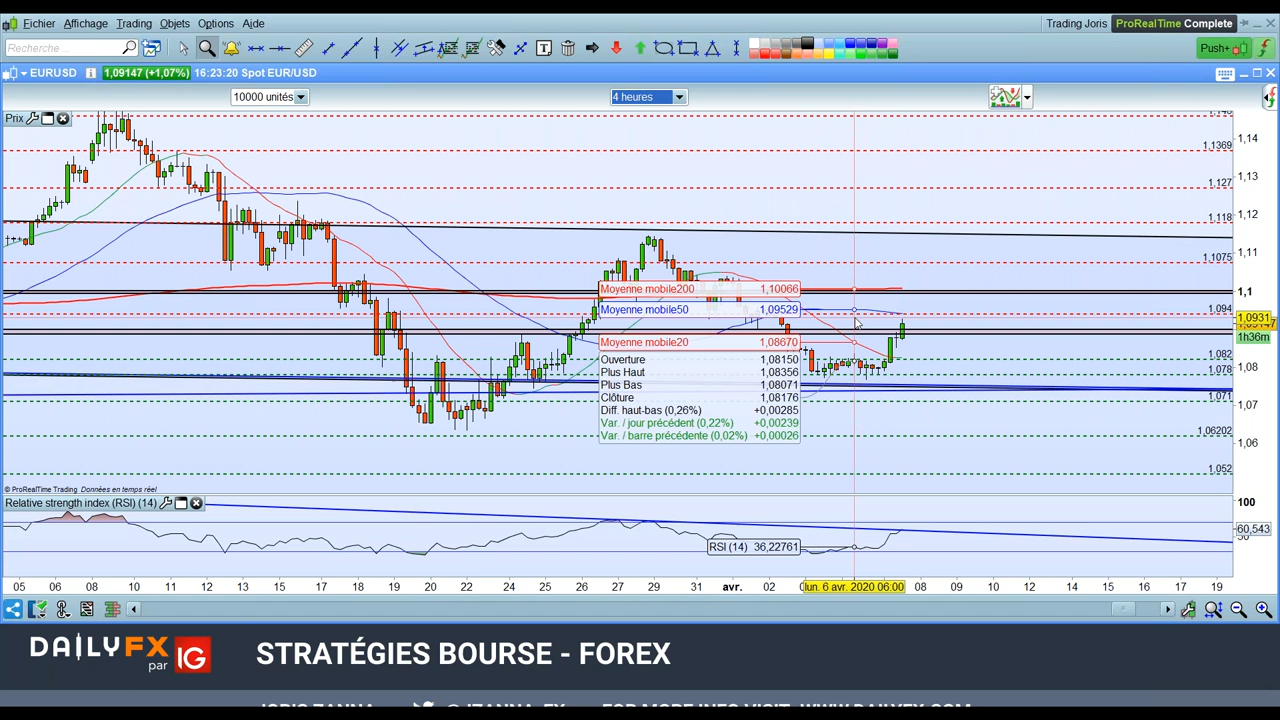 Fichier Affichage Trading Objets Options Aide
Trading Joris ProRealTime Complete
Recherche...
Push+
EURUSD 1,09147 (+1,07%) 16:23:20 Spot EUR/USD
10000 unités 4 heures
Prix
1,1369
1,127
1,118
1,1075
1,094
1,082
1,078
1,071
1,06202
1,052
1,14
1,13
1,12
1,11
1,1
1,0931
1h36m
1,08
1,07
1,06
Moyenne mobile200 1,10066
Moyenne mobile50 1,09529
Moyenne mobile20 1,08670
Ouverture 1,08150
Plus Haut 1,08356
Plus Bas 1,08071
Clôture 1,08176
Diff. haut-bas (0,26%) +0,00285
Var. / jour précédent (0,22%) +0,00239
Var. / barre précédente (0,02%) +0,00026
© ProRealTime Trading Données en temps réel
Relative strength index (RSI) (14)
100
60,543
RSI (14) 36,22761
05 06 08 10 12 13 16 17 18 19 20 22 24 25 26 27 29 31 avr. 02 lun. 6 avr. 2020 06:00 08 09 10 13 14 15 16 17 19
DAILYFX
par IG
STRATÉGIES BOURSE - FOREX